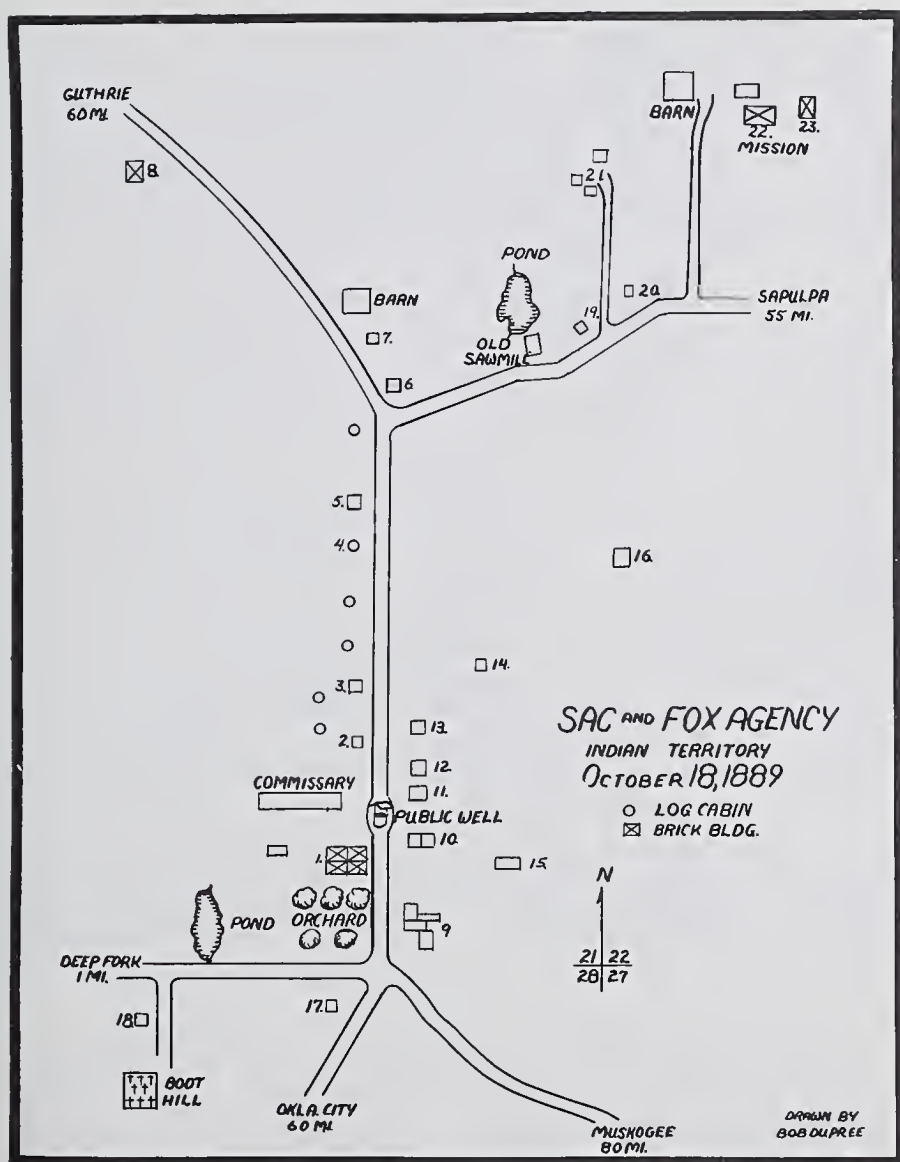 GUTHRIE
60 MI.
8.
BARN
22.
23.
MISSION
21
POND
BARN
7.
19.
20.
SAPULPA
55 MI.
OLD
SAWMILL
6.
5.
4.
16.
14.
3.
SAC AND FOX AGENCY
INDIAN TERRITORY
OCTOBER 18, 1889
LOG CABIN
BRICK BLDG.
13.
2.
12.
COMMISSARY
11.
PUBLIC WELL
10.
1.
15.
N
ORCHARD
POND
9
21 22
28 27
DEEP FORK
1 MI.
17.
18.
BOOT
HILL
OKLA. CITY
60 MI.
MUSKOGEE
80 MI.
DRAWN BY
BOB DUPREE